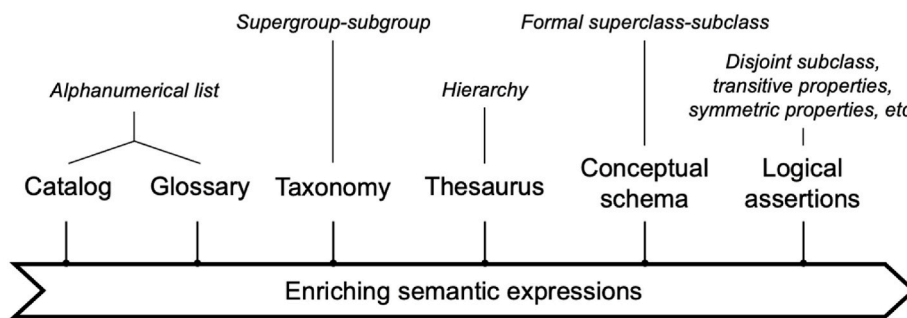 Supergroup-subgroup
Formal superclass-subclass
Disjoint subclass,
transitive properties,
symmetric properties, etc
Alphanumerical list
Hierarchy
Catalog
Glossary
Taxonomy
Thesaurus
Conceptual
schema
Logical
assertions
Enriching semantic expressions